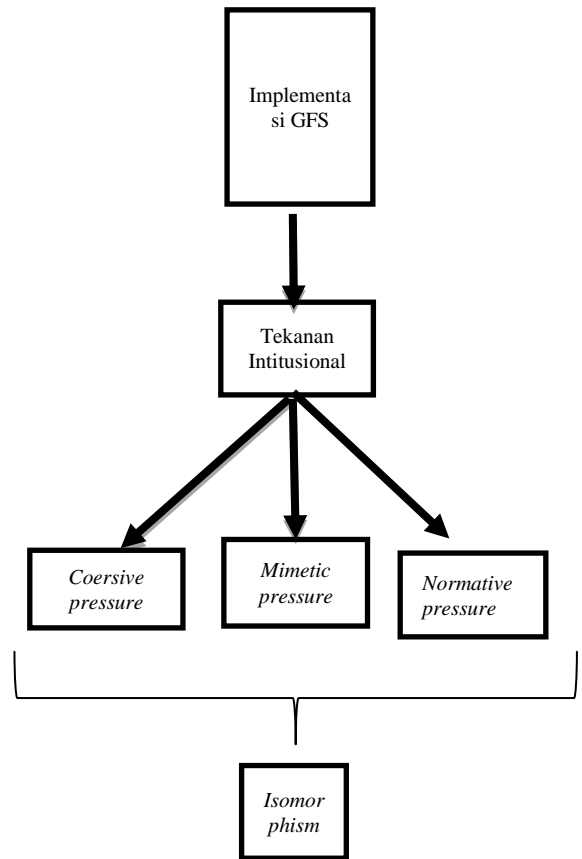 Implementa
si GFS
Tekanan
Intitusional
Coersive
pressure
Mimetic
pressure
Normative
pressure
Isomor
phism